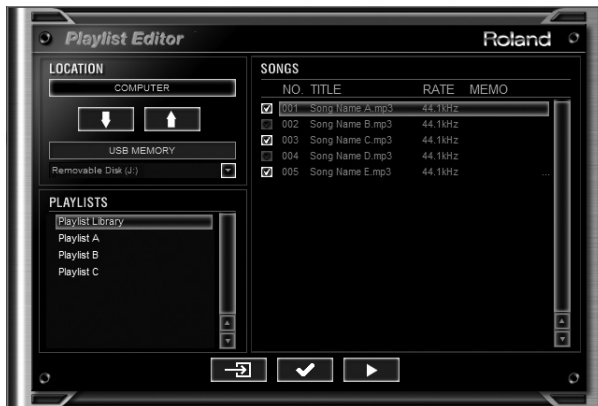 Playlist Editor
Roland
LOCATION
COMPUTER
USB MEMORY
Removable Disk (J:)
PLAYLISTS
Playlist Library
Playlist A
Playlist B
Playlist C
SONGS
NO. TITLE RATE MEMO
001 Song Name A.mp3 44.1kHz
002 Song Name B.mp3 44.1kHz
003 Song Name C.mp3 44.1kHz
004 Song Name D.mp3 44.1kHz
005 Song Name E.mp3 44.1kHz ...